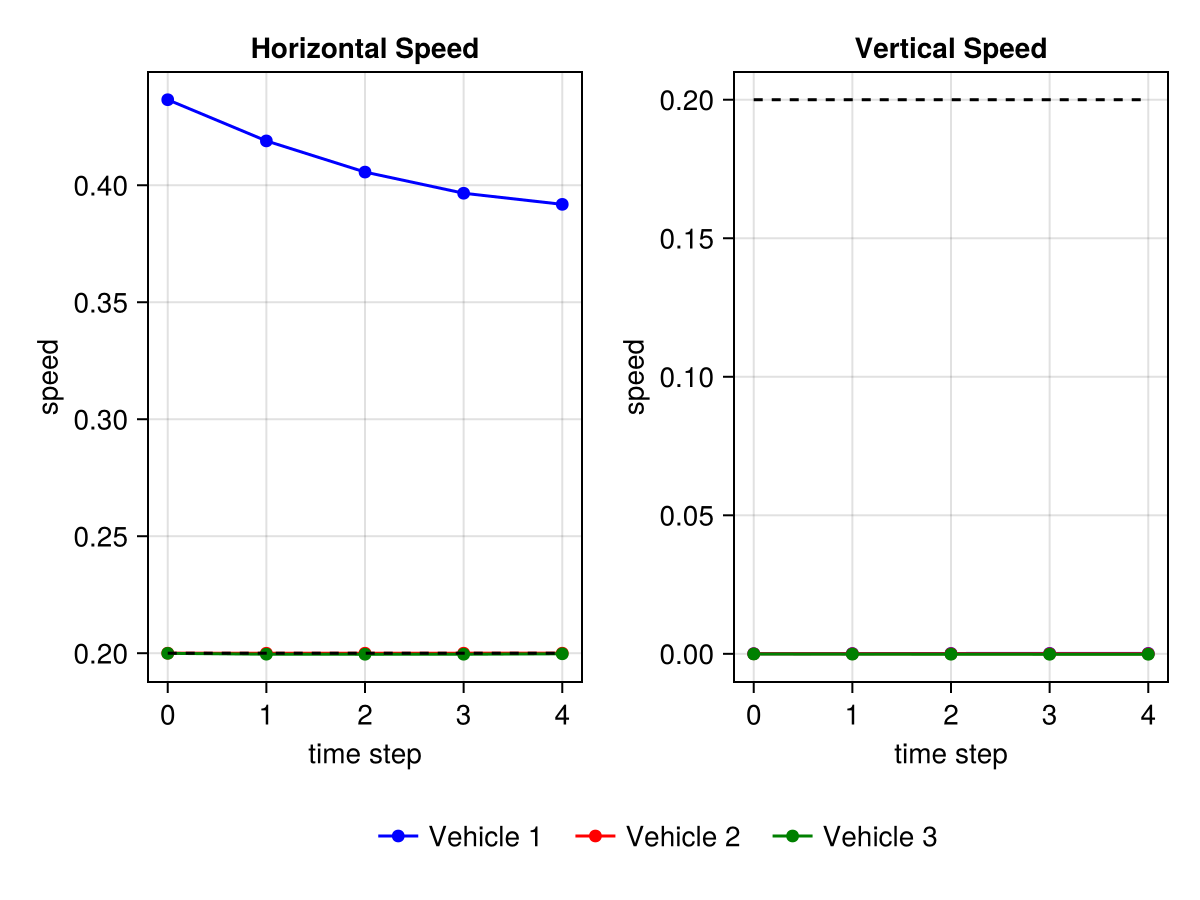 Horizontal Speed
speed
0.40
0.35
0.30
0.25
0.20
0 1 2 3 4
time step
Vertical Speed
speed
0.20
0.15
0.10
0.05
0.00
0 1 2 3 4
time step
Vehicle 1 Vehicle 2 Vehicle 3